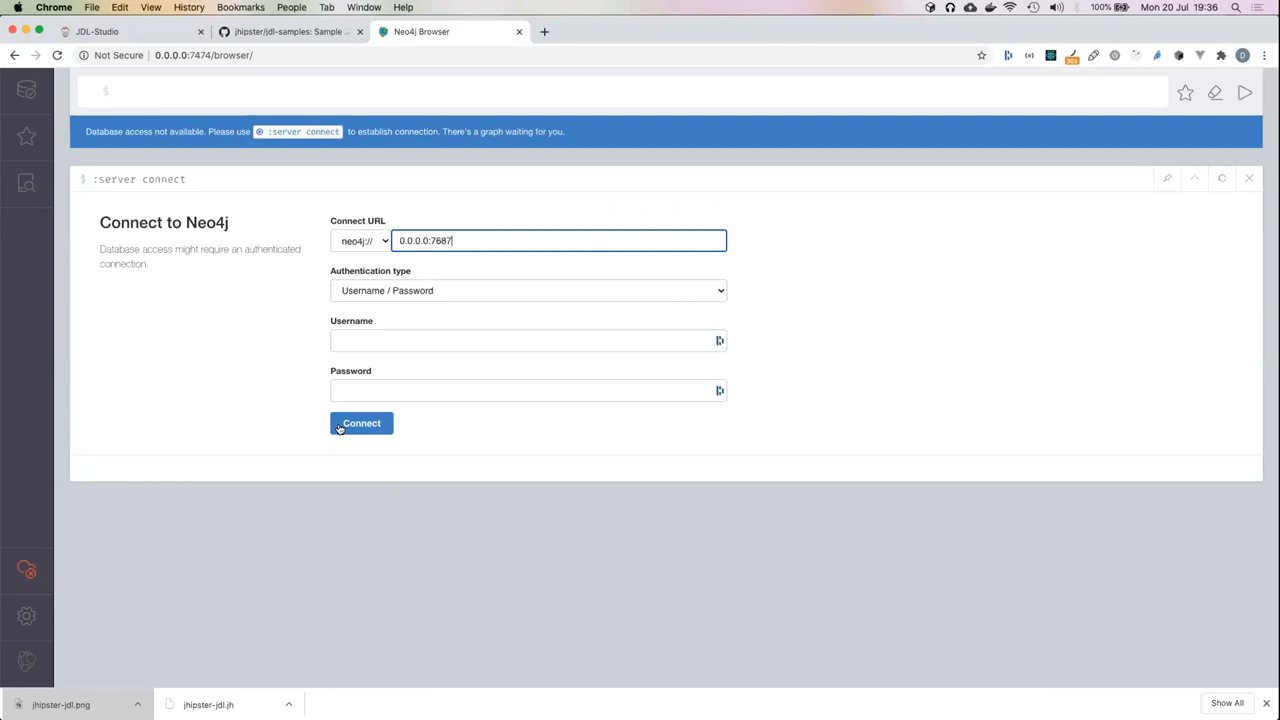 Chrome File Edit View History Bookmarks People Tab Window Help 100% Mon 20 Jul 19:36
JDL-Studio jhipster/jdl-samples: Sample ... Neo4j Browser
Not Secure 0.0.0.0:7474/browser/ 303 D
$
Database access not available. Please use :server connect to establish connection. There's a graph waiting for you.
$ :server connect
Connect to Neo4j
Database access might require an authenticated
connection.
Connect URL
neo4j:// 0.0.0.0:7687
Authentication type
Username / Password
Username
Password
Connect
jhipster-jdl.png jhipster-jdl.jh Show All